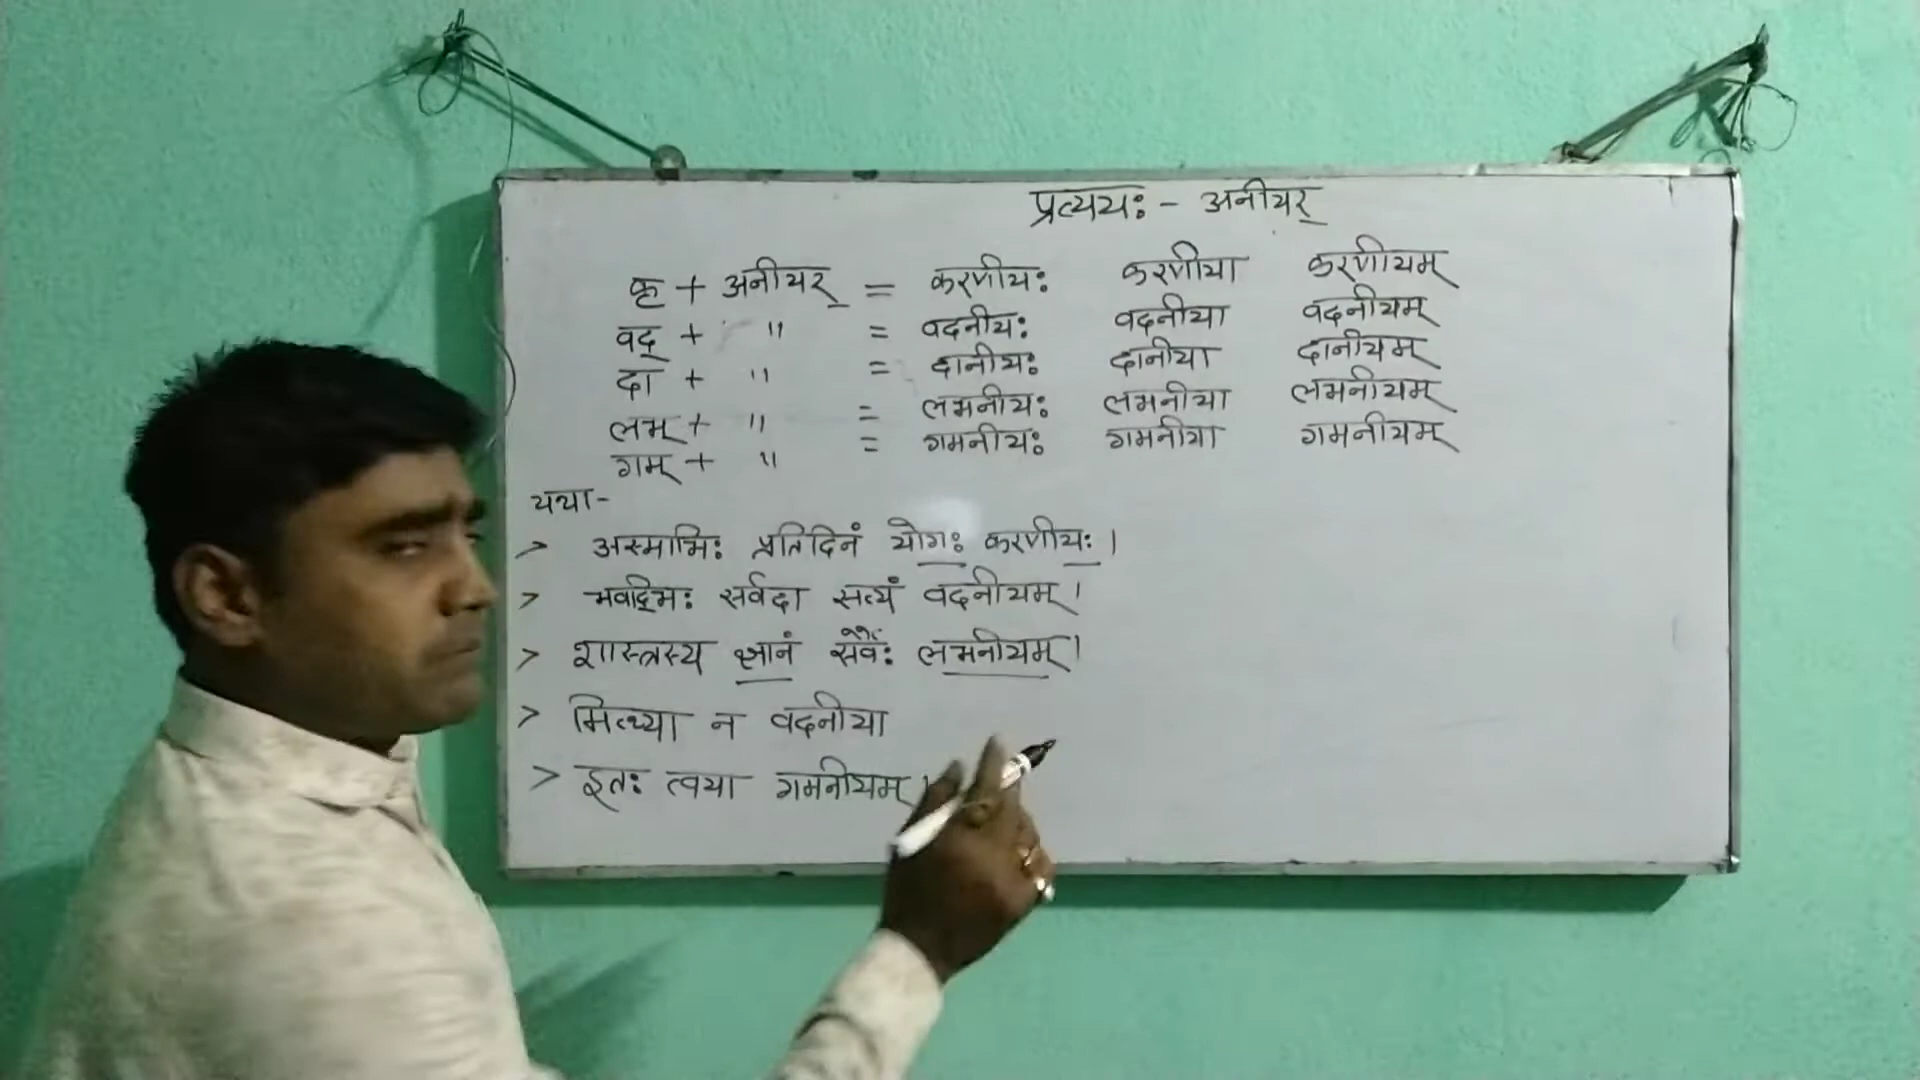 प्रत्ययः - अनीयर्
कृ + अनीयर् = करणीयः करणीया करणीयम्
वद् + " = वदनीयः वदनीया वदनीयम्
दा + " = दानीयः दानीया दानीयम्
लभ् + " = लभनीयः लभनीया लभनीयम्
गम् + " = गमनीयः गमनीया गमनीयम्
यथा-
> अस्माभिः प्रतिदिनं योगः करणीयः।
> भवद्भिः सर्वदा सत्यं वदनीयम्।
> शास्त्रस्य ज्ञानं सर्वैः लभनीयम्।
> मिथ्या न वदनीया
> इतः त्वया गमनीयम्।